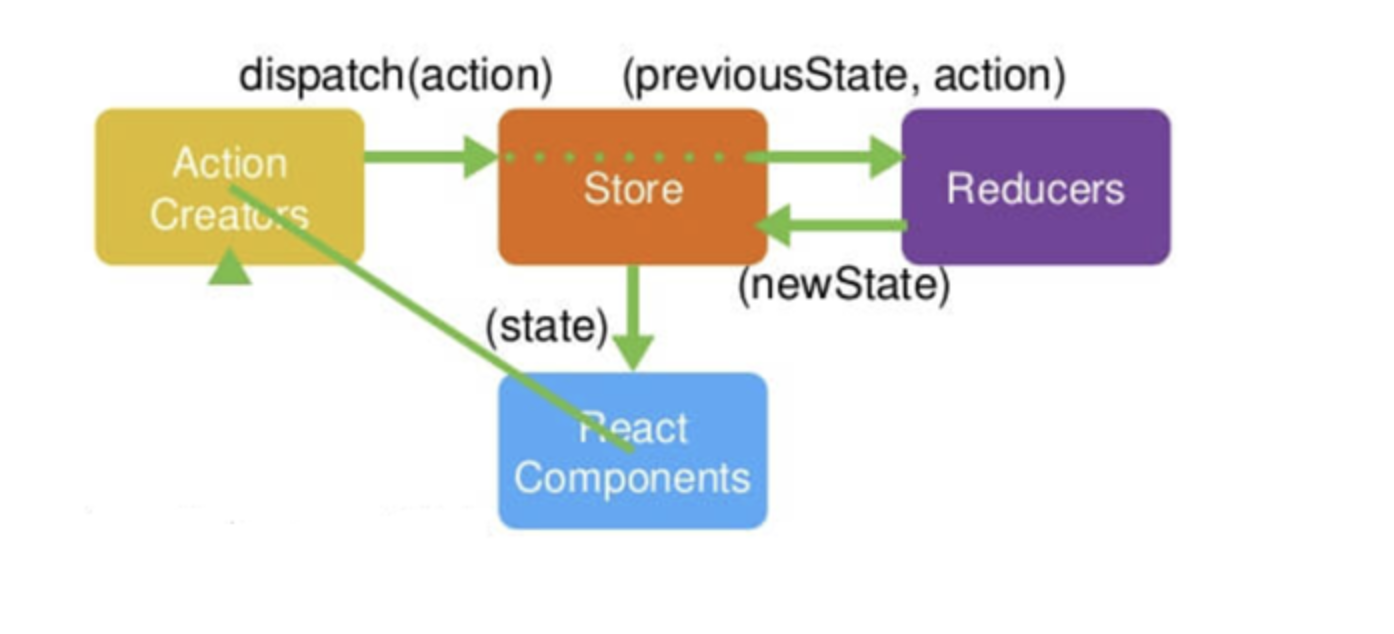 dispatch(action)
(previousState, action)
Action
Creators
Store
Reducers
(newState)
(state)
React
Components